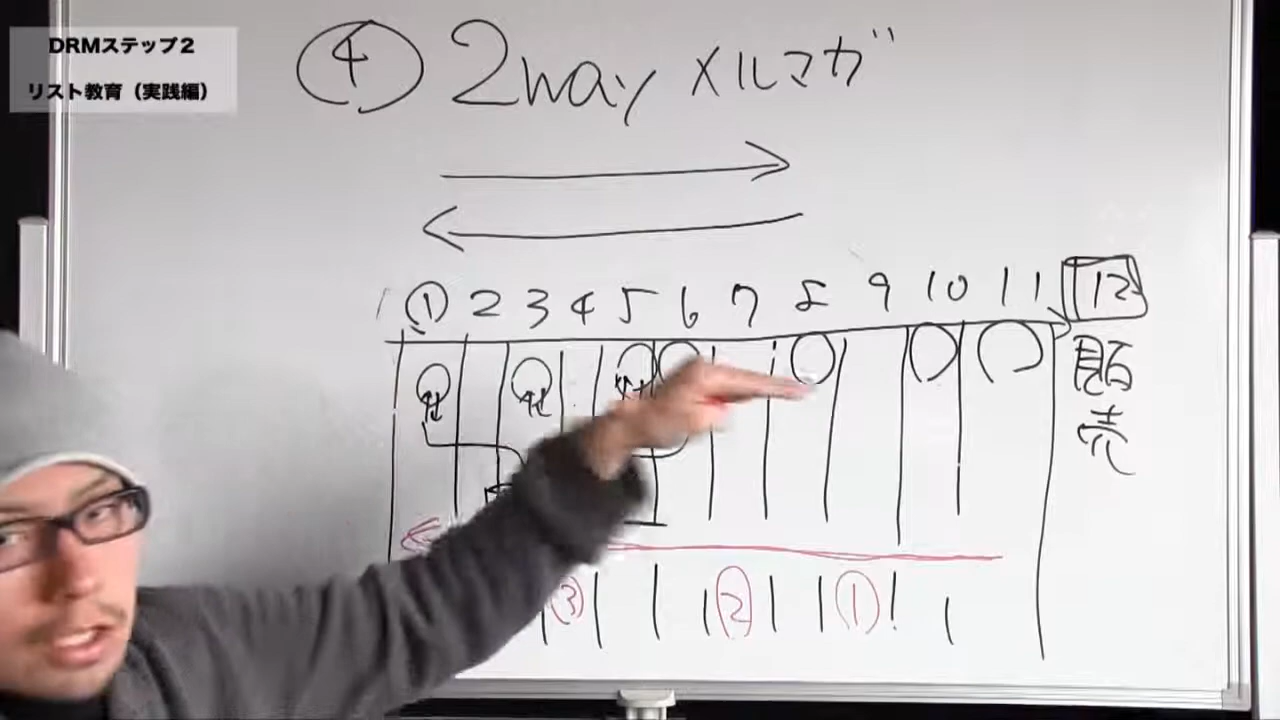 DRMステップ2
リスト教育（実践編）
④ 2way メルマガ
① 2 3 4 5 6 7 8 9 10 11 12
販売
③ ② ①